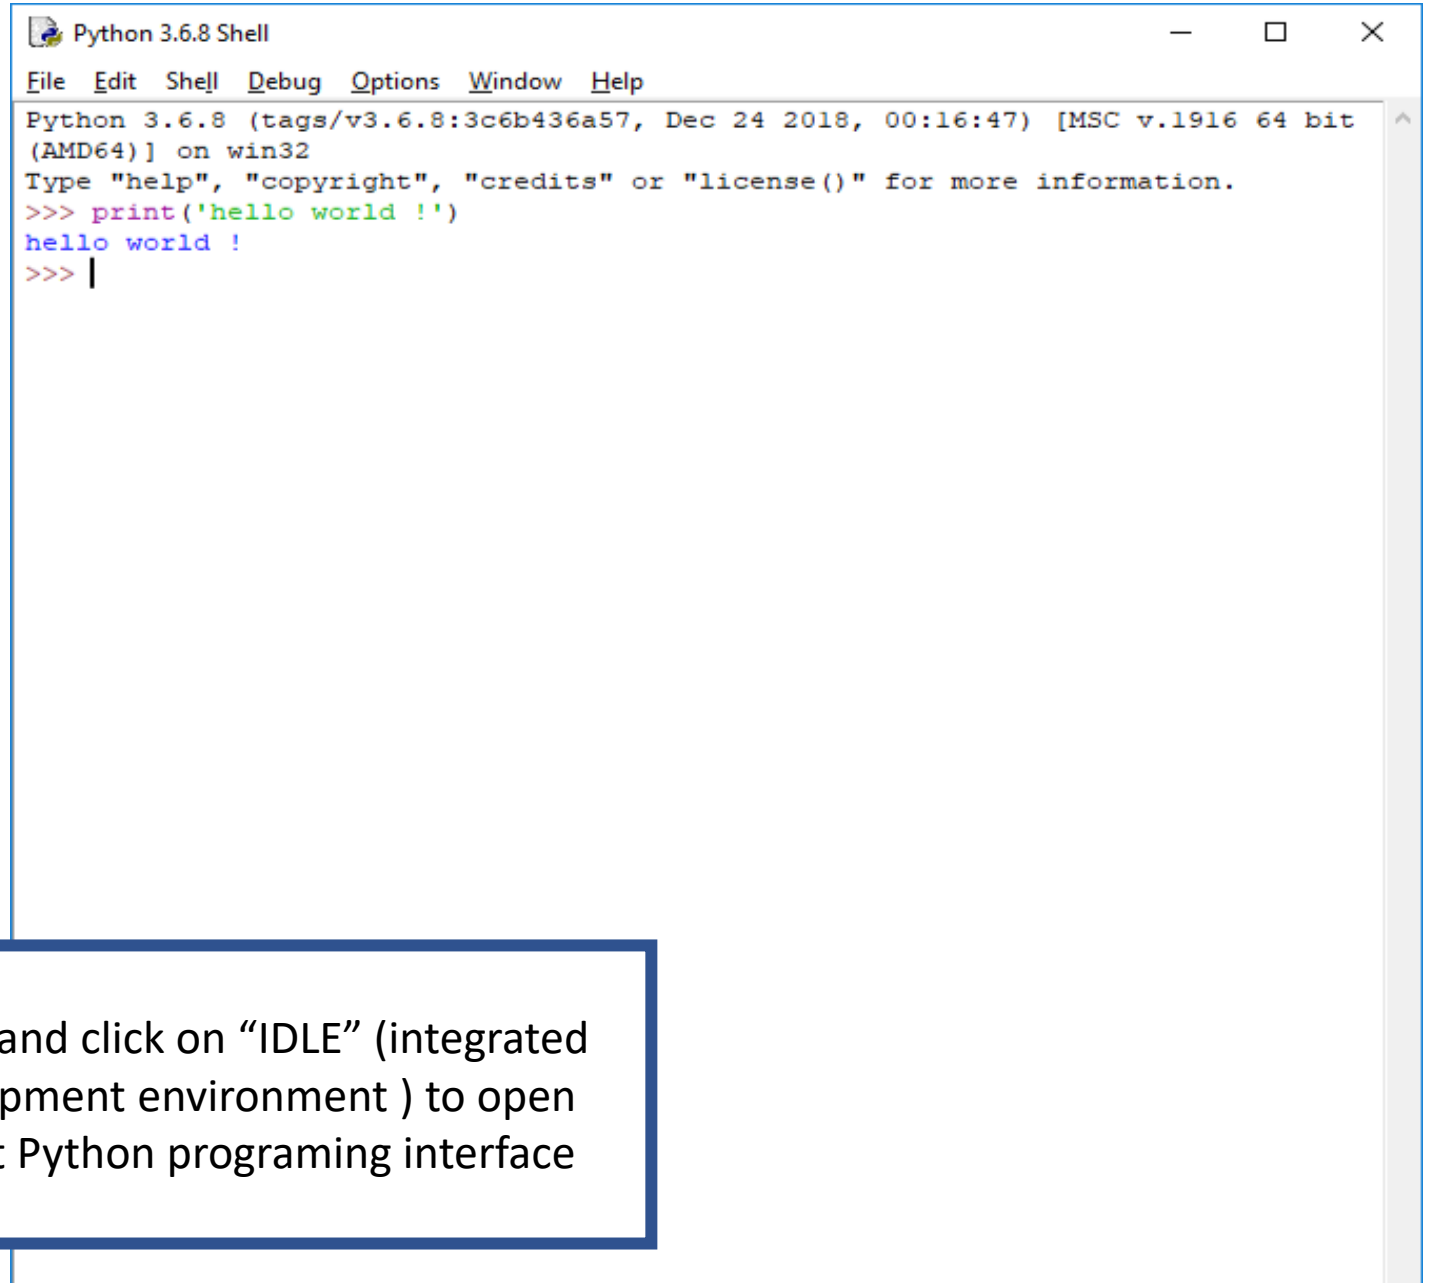 Python 3.6.8 Shell
File Edit Shell Debug Options Window Help
Python 3.6.8 (tags/v3.6.8:3c6b436a57, Dec 24 2018, 00:16:47) [MSC v.1916 64 bit
(AMD64)] on win32
Type "help", "copyright", "credits" or "license()" for more information.
>>> print('hello world !')
hello world !
>>>
and click on “IDLE” (integrated
pment environment ) to open
t Python programing interface